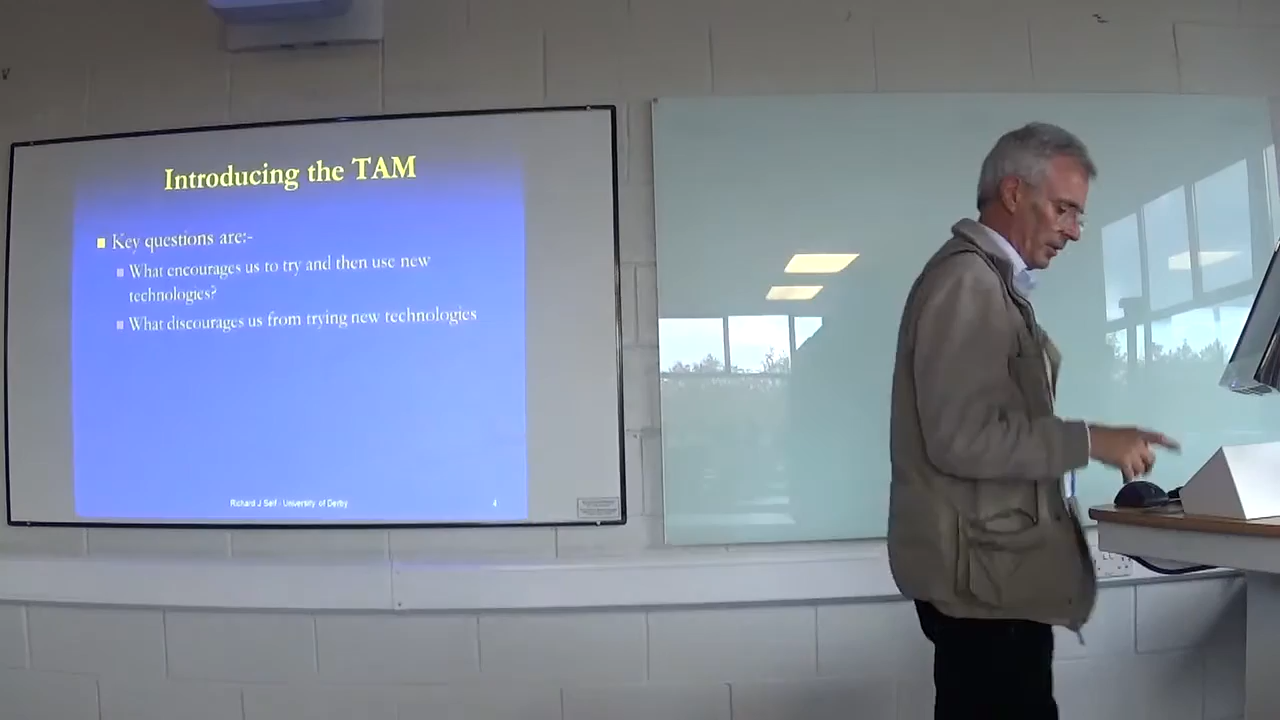 Introducing the TAM
Key questions are:-
What encourages us to try and then use new
technologies?
What discourages us from trying new technologies
Richard J Self - University of Derby
4